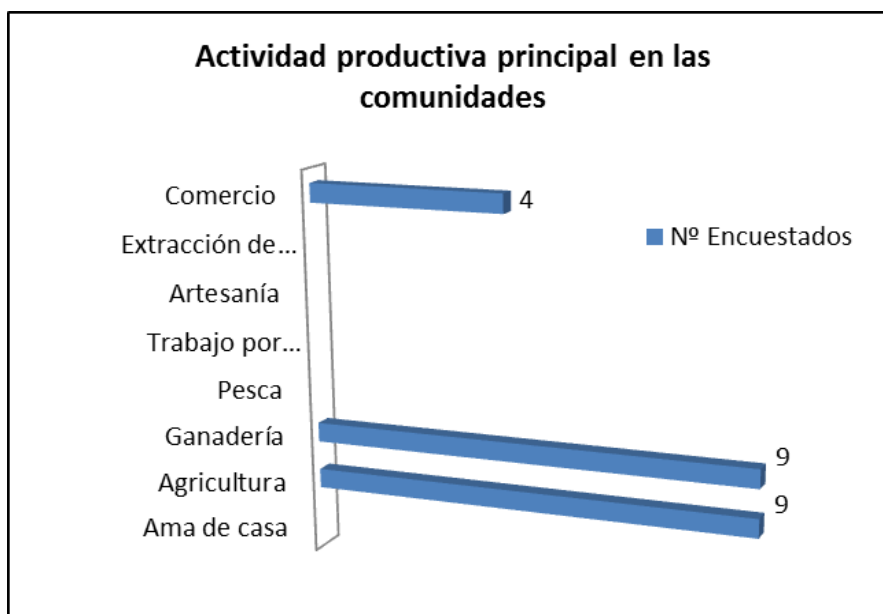 Actividad productiva principal en las
comunidades
Comercio
4
Extracción de...
Nº Encuestados
Artesanía
Trabajo por...
Pesca
Ganadería
9
Agricultura
9
Ama de casa